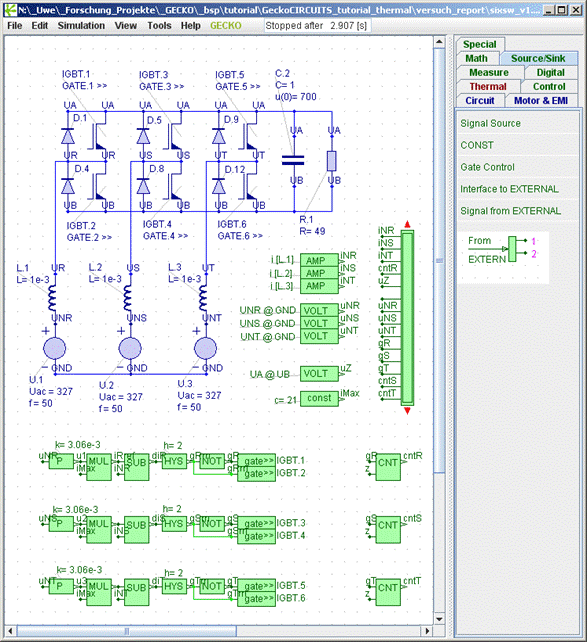 N:\_Uwe\_Forschung_Projekte\_GECKO\_bsp\tutorial\GeckoCIRCUITS_tutorial_thermal\versuch_report\sixsw_v1....
File Edit Simulation View Tools Help GECKO Stopped after 2.907 [s]
Special
Math Source/Sink
Measure Digital
Thermal Control
Circuit Motor & EMI
Signal Source
CONST
Gate Control
Interface to EXTERNAL
Signal from EXTERNAL
From 1
EXTERN 2
IGBT.1 IGBT.3 IGBT.5 C.2
GATE.1 >> GATE.3 >> GATE.5 >> C= 1
u(0)= 700
UA UA UA UA UA UA UA
D.1 D.5 D.9 UA UA
UR UR US US UT UT
D.4 D.8 D.12 UB UB
UB UB UB UB UB UB
IGBT.2 IGBT.4 IGBT.6 R.1
GATE.2 >> GATE.4 >> GATE.6 >> R= 49
L.1 UR L.2 US L.3 UT
L= 1e-3 L= 1e-3 L= 1e-3
UNR UNS UNT
+ + +
- GND - GND - GND
U.1 U.2 U.3
Uac = 327 Uac = 327 Uac = 327
f= 50 f= 50 f= 50
i.[L.1] AMP iNR
i.[L.2] AMP iNS
i.[L.3] AMP iNT
UNR @ GND VOLT uNR
UNS @ GND VOLT uNS
UNT @ GND VOLT uNT
UA @ UB VOLT uZ
c= 21 const iMax
iNR
iNS
iNT
cntR
uZ
uNR
uNS
uNT
gR
gS
gT
cntS
cntT
k= 3.06e-3 h= 2
uNR P u1 MUL iRref SUB diR HYS gRm NOT gR gate>> IGBT.1
iMax iNR gRm gate>> IGBT.2
gR CNT cntR
z
k= 3.06e-3 h= 2
uNS P u2 MUL SUB diS HYS NOT gS gate>> IGBT.3
iMax iNS gate>> IGBT.4
gS CNT cntS
z
k= 3.06e-3 h= 2
uNT P u3 MUL SUB diT HYS NOT gT gate>> IGBT.5
iMax iNT gate>> IGBT.6
gT CNT cntT
z